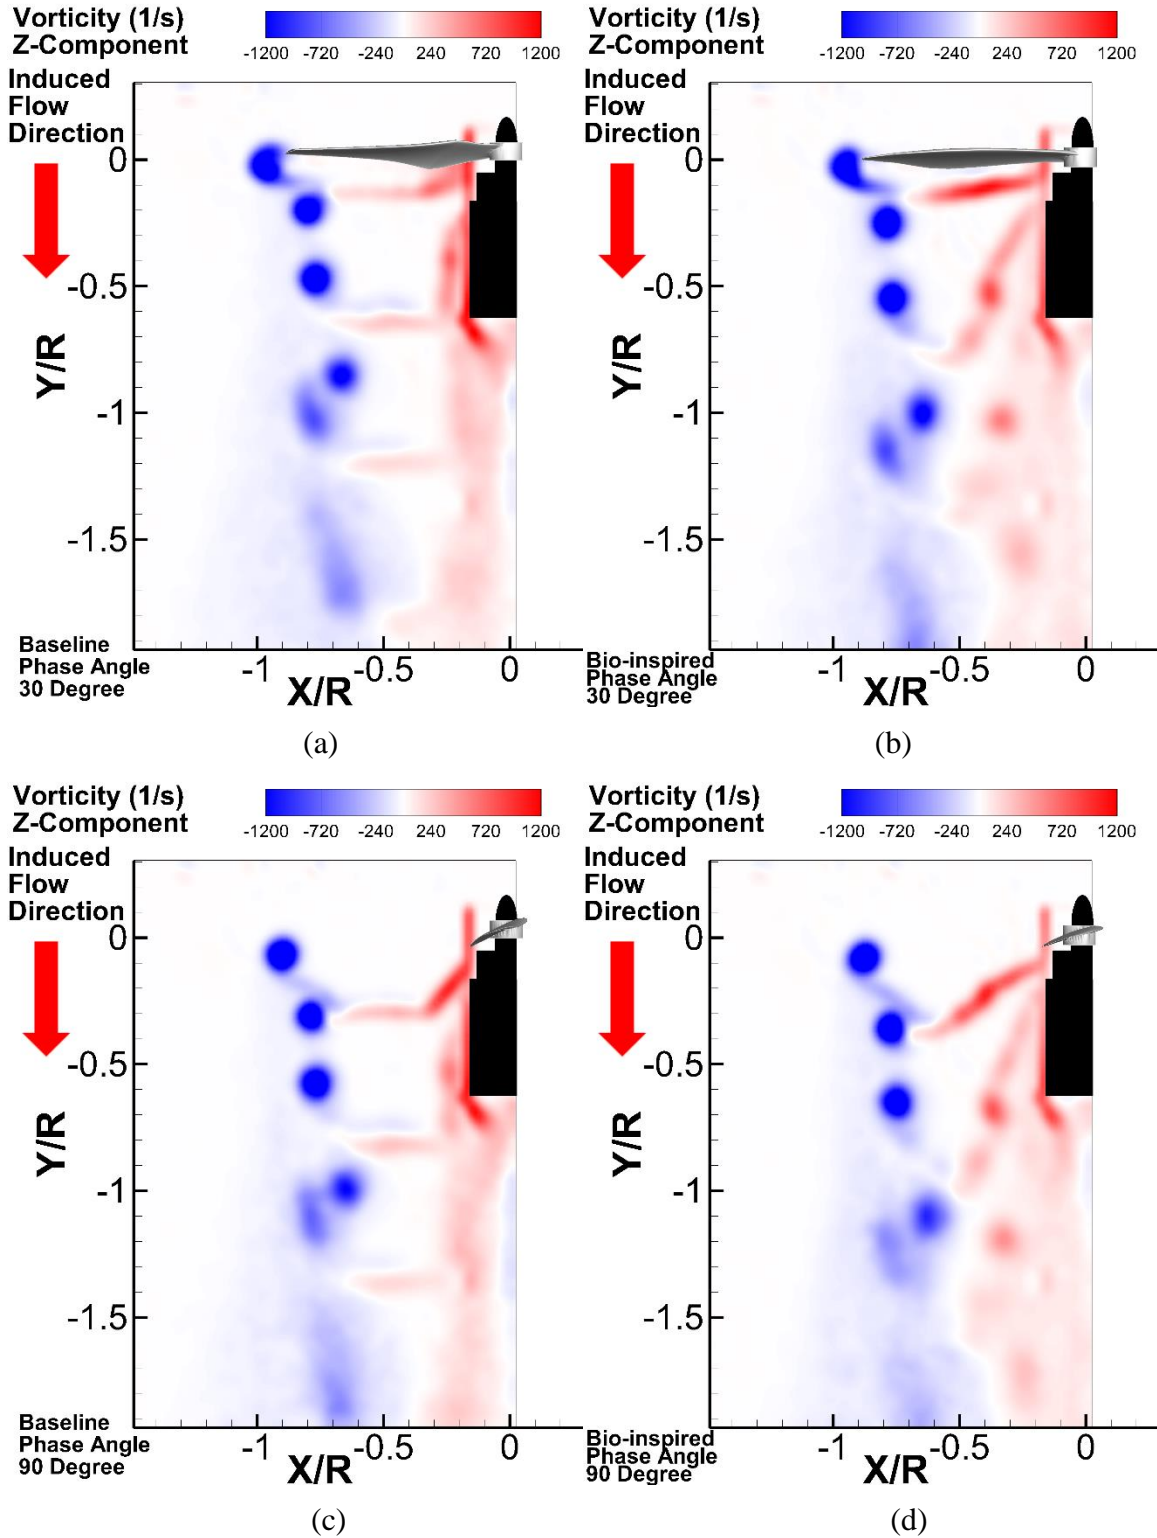 Vorticity (1/s)
Z-Component
-1200 -720 -240 240 720 1200
Induced
Flow
Direction
0
-0.5
Y/R
-1
-1.5
Baseline
Phase Angle
30 Degree
-1 -0.5 0
X/R
(a)
Vorticity (1/s)
Z-Component
-1200 -720 -240 240 720 1200
Induced
Flow
Direction
0
-0.5
Y/R
-1
-1.5
Bio-inspired
Phase Angle
30 Degree
-1 -0.5 0
X/R
(b)
Vorticity (1/s)
Z-Component
-1200 -720 -240 240 720 1200
Induced
Flow
Direction
0
-0.5
Y/R
-1
-1.5
Baseline
Phase Angle
90 Degree
-1 -0.5 0
X/R
(c)
Vorticity (1/s)
Z-Component
-1200 -720 -240 240 720 1200
Induced
Flow
Direction
0
-0.5
Y/R
-1
-1.5
Bio-inspired
Phase Angle
90 Degree
-1 -0.5 0
X/R
(d)